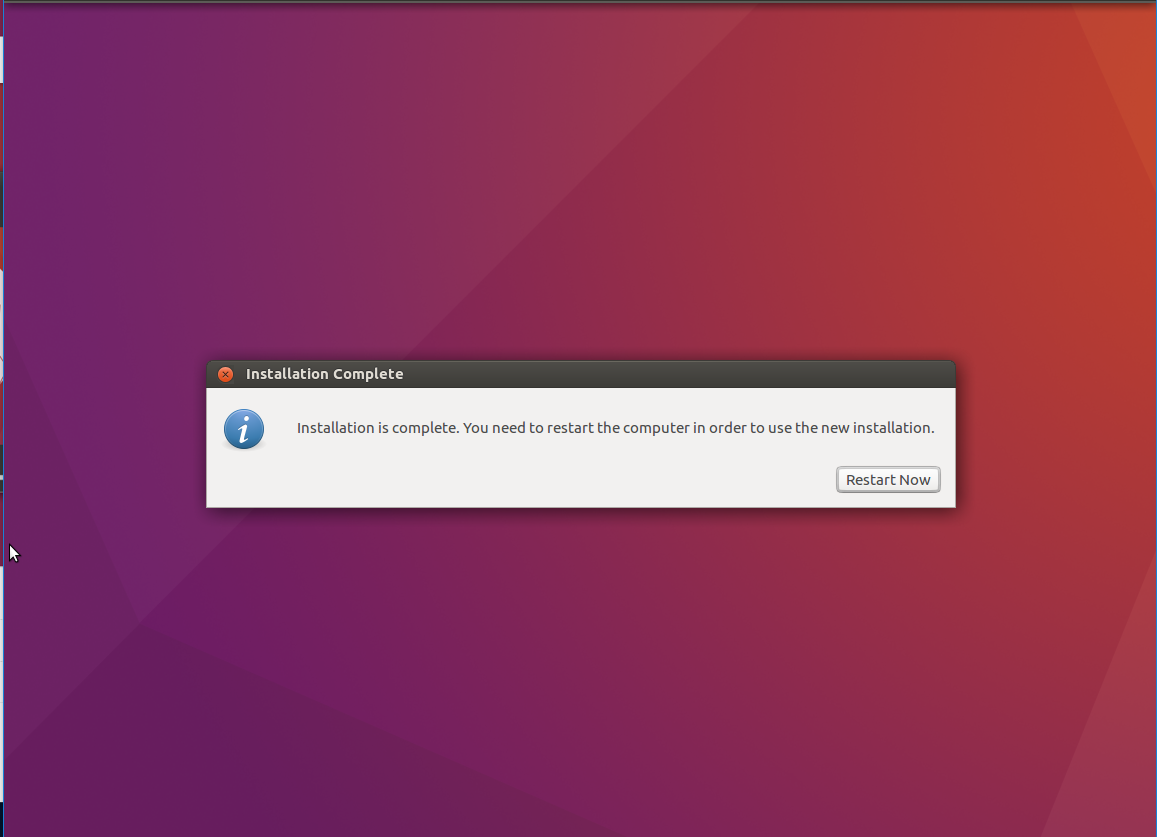 Installation Complete
Installation is complete. You need to restart the computer in order to use the new installation.
Restart Now